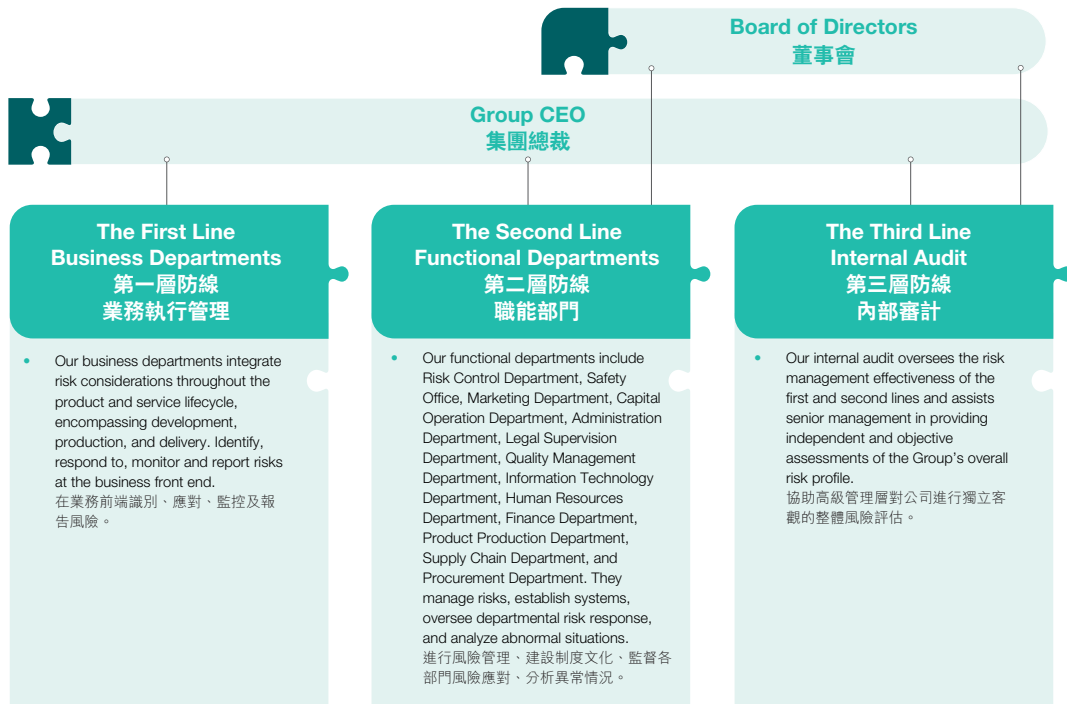 Board of Directors
董事會
Group CEO
集團總裁
The First Line
Business Departments
第一層防線
業務執行管理
• Our business departments integrate
risk considerations throughout the
product and service lifecycle,
encompassing development,
production, and delivery. Identify,
respond to, monitor and report risks
at the business front end.
在業務前端識別、應對、監控及報
告風險。
The Second Line
Functional Departments
第二層防線
職能部門
• Our functional departments include
Risk Control Department, Safety
Office, Marketing Department, Capital
Operation Department, Administration
Department, Legal Supervision
Department, Quality Management
Department, Information Technology
Department, Human Resources
Department, Finance Department,
Product Production Department,
Supply Chain Department, and
Procurement Department. They
manage risks, establish systems,
oversee departmental risk response,
and analyze abnormal situations.
進行風險管理、建設制度文化、監督各
部門風險應對、分析異常情況。
The Third Line
Internal Audit
第三層防線
內部審計
• Our internal audit oversees the risk
management effectiveness of the
first and second lines and assists
senior management in providing
independent and objective
assessments of the Group’s overall
risk profile.
協助高級管理層對公司進行獨立客
觀的整體風險評估。